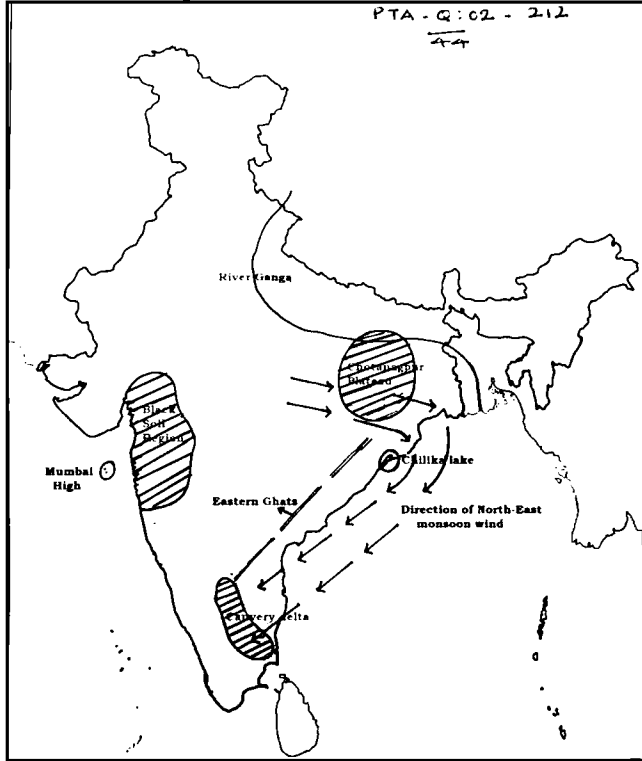 PTA - Q: 02 - 212
44
River Ganga
Chotanagpur
Plateau
Black
Soil
Region
Mumbai
High
Chilika lake
Eastern Ghats
Direction of North-East
monsoon wind
Cauvery delta